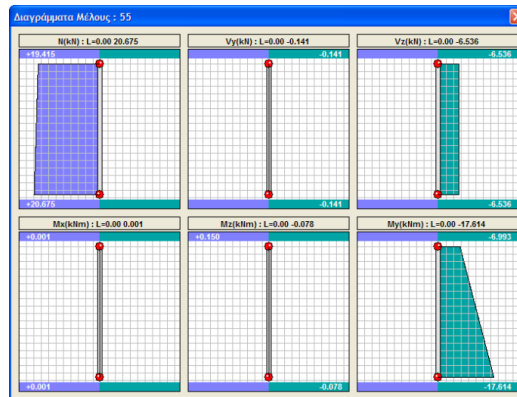 Διαγράμματα Μέλους : 55
N(kN) : L=0.00 20.675
Vy(kN) : L=0.00 -0.141
Vz(kN) : L=0.00 -6.536
+19.415
-0.141
-6.536
+20.675
-0.141
-6.536
Mx(kNm) : L=0.00 0.001
Mz(kNm) : L=0.00 -0.078
My(kNm) : L=0.00 -17.614
+0.001
+0.150
-6.993
+0.001
-0.078
-17.614